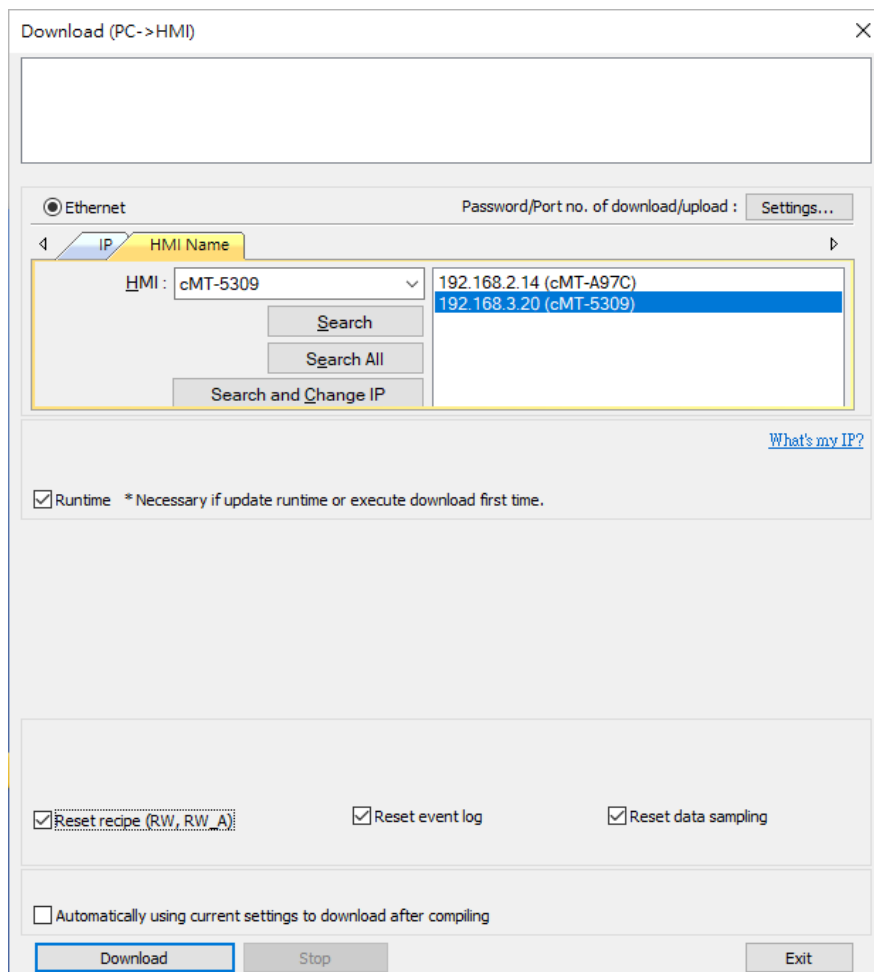 Download (PC->HMI)
Ethernet Password/Port no. of download/upload : Settings...
IP HMI Name
HMI : cMT-5309 192.168.2.14 (cMT-A97C)
192.168.3.20 (cMT-5309)
Search
Search All
Search and Change IP
What's my IP?
Runtime * Necessary if update runtime or execute download first time.
Reset recipe (RW, RW_A) Reset event log Reset data sampling
Automatically using current settings to download after compiling
Download Stop Exit